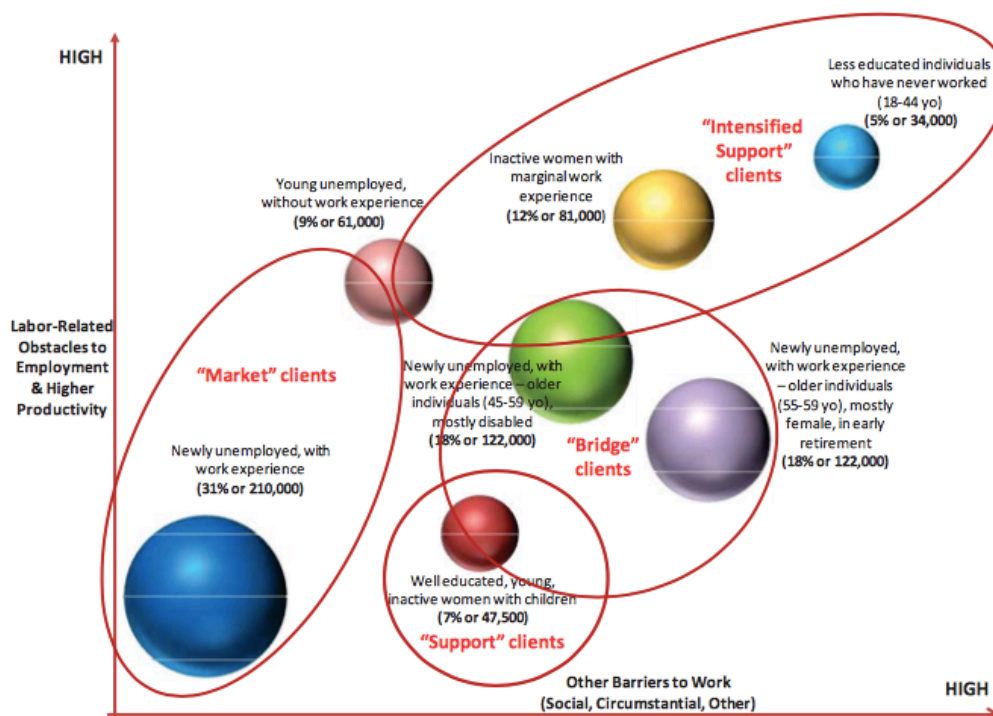 HIGH
Less educated individuals
who have never worked
(18-44 yo)
(5% or 34,000)
"Intensified
Support"
clients
Inactive women with
marginal work
experience
(12% or 81,000)
Young unemployed,
without work experience
(9% or 61,000)
Labor-Related
Obstacles to
Employment
& Higher
Productivity
"Market" clients
Newly unemployed, with
work experience – older
individuals (45-59 yo),
mostly disabled
(18% or 122,000)
Newly unemployed,
with work experience
– older individuals
(55-59 yo), mostly
female, in early
retirement
(18% or 122,000)
"Bridge"
clients
Newly unemployed, with
work experience
(31% or 210,000)
Well educated, young,
inactive women with children
(7% or 47,500)
"Support" clients
Other Barriers to Work
(Social, Circumstantial, Other)
HIGH